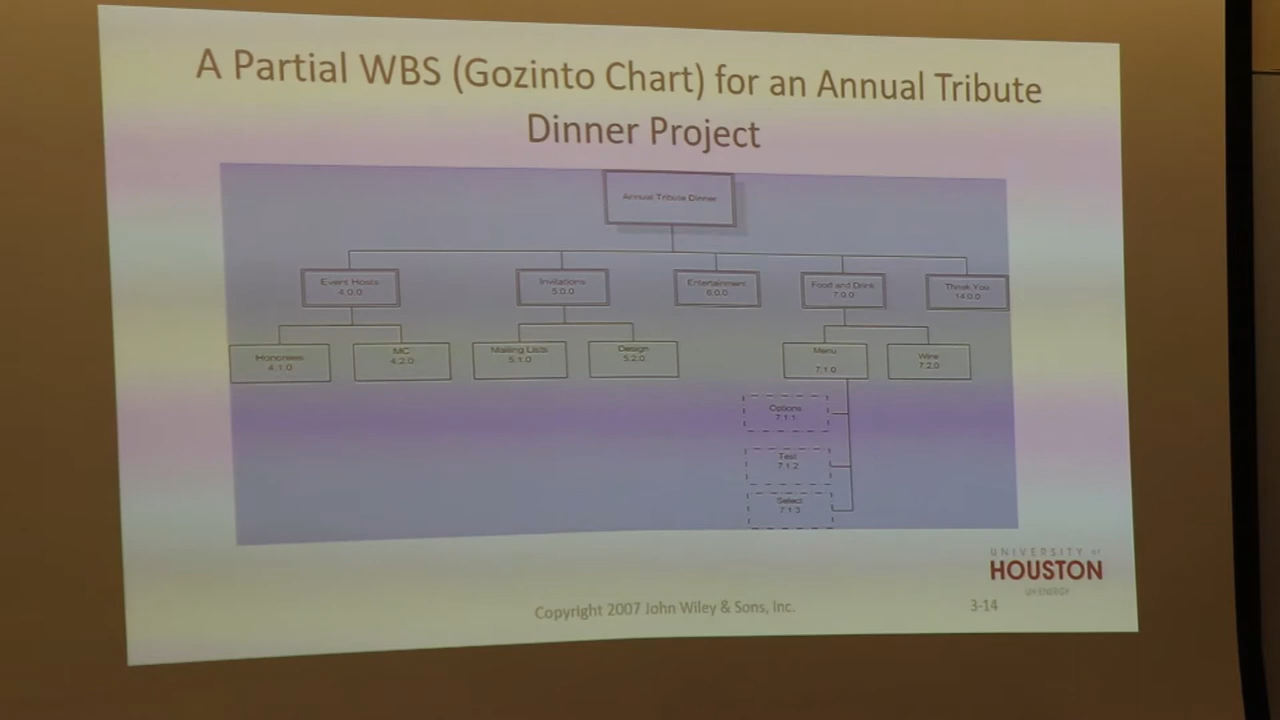 A Partial WBS (Gozinto Chart) for an Annual Tribute
Dinner Project
Annual Tribute Dinner
Event Hosts
4.0.0
Invitations
5.0.0
Entertainment
6.0.0
Food and Drink
7.0.0
Thnak You
14.0.0
Honorees
4.1.0
MC
4.2.0
Mailing Lists
5.1.0
Design
5.2.0
Menu
7.1.0
Wine
7.2.0
Options
7.1.1
Test
7.1.2
Select
7.1.3
UNIVERSITY of
HOUSTON
UH ENERGY
Copyright 2007 John Wiley & Sons, Inc.
3-14